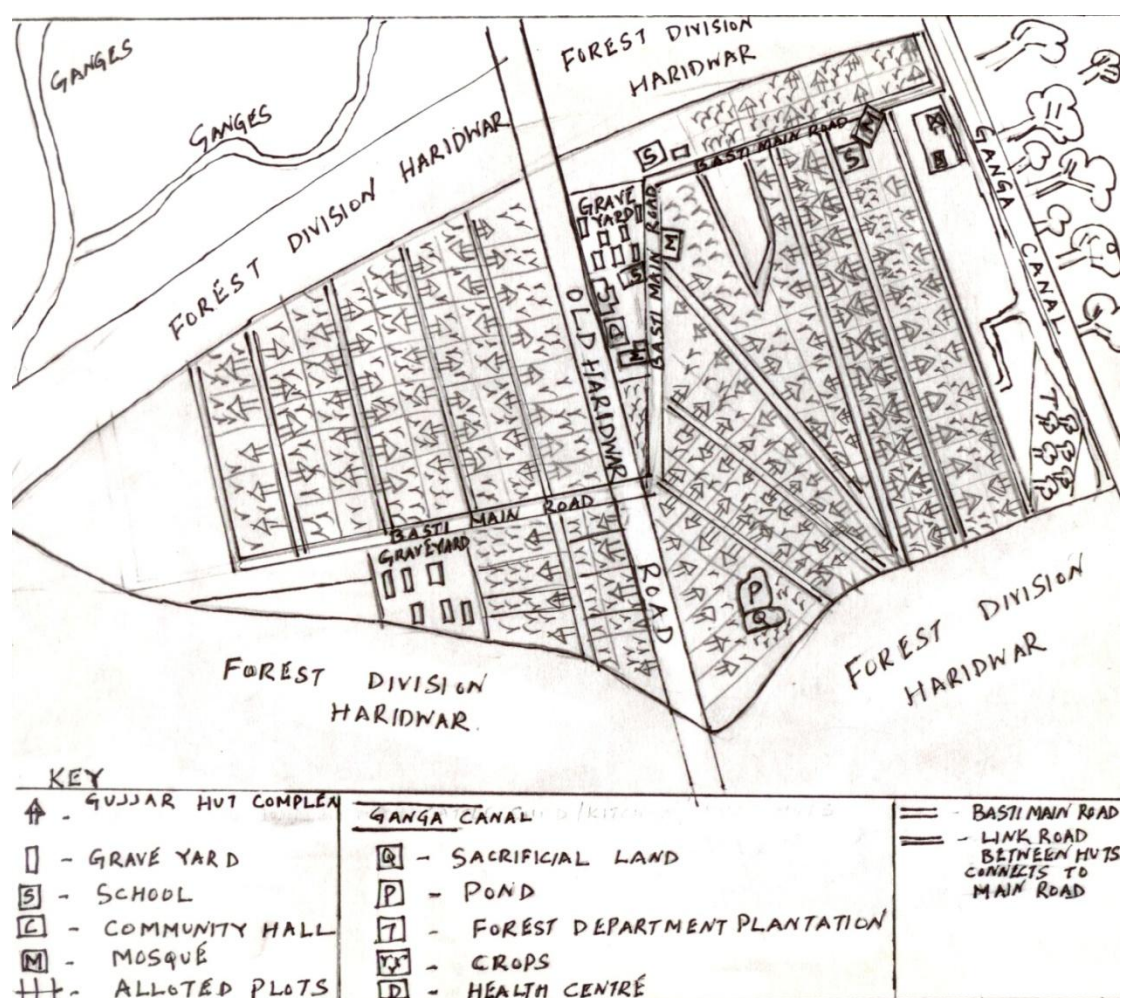 GANGES
GANGES
FOREST DIVISION HARIDWAR
FOREST DIVISION
HARIDWAR
S
BASTI MAIN ROAD
M
S
GANGA CANAL
GRAVE
YARD
BASTI MAIN ROAD
M
S
D
M
OLD HARIDWAR
ROAD
BASTI MAIN ROAD
GRAVEYARD
P
Q
T
FOREST DIVISION
HARIDWAR
FOREST DIVISION
HARIDWAR
KEY
- GUJJAR HUT COMPLEX
- GRAVE YARD
S - SCHOOL
C - COMMUNITY HALL
M - MOSQUE
- ALLOTED PLOTS
GANGA CANAL
Q - SACRIFICIAL LAND
P - POND
T - FOREST DEPARTMENT PLANTATION
- CROPS
D - HEALTH CENTRE
- BASTI MAIN ROAD
- LINK ROAD
BETWEEN HUTS
CONNECTS TO
MAIN ROAD